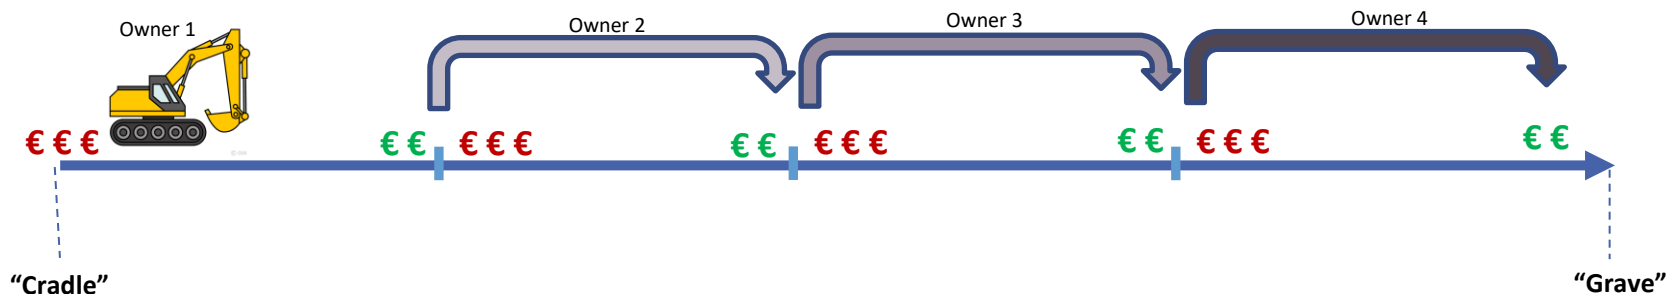 Owner 1
Owner 2
Owner 3
Owner 4
€ € €
€ €
€ € €
€ €
€ € €
€ €
€ € €
€ €
“Cradle”
“Grave”